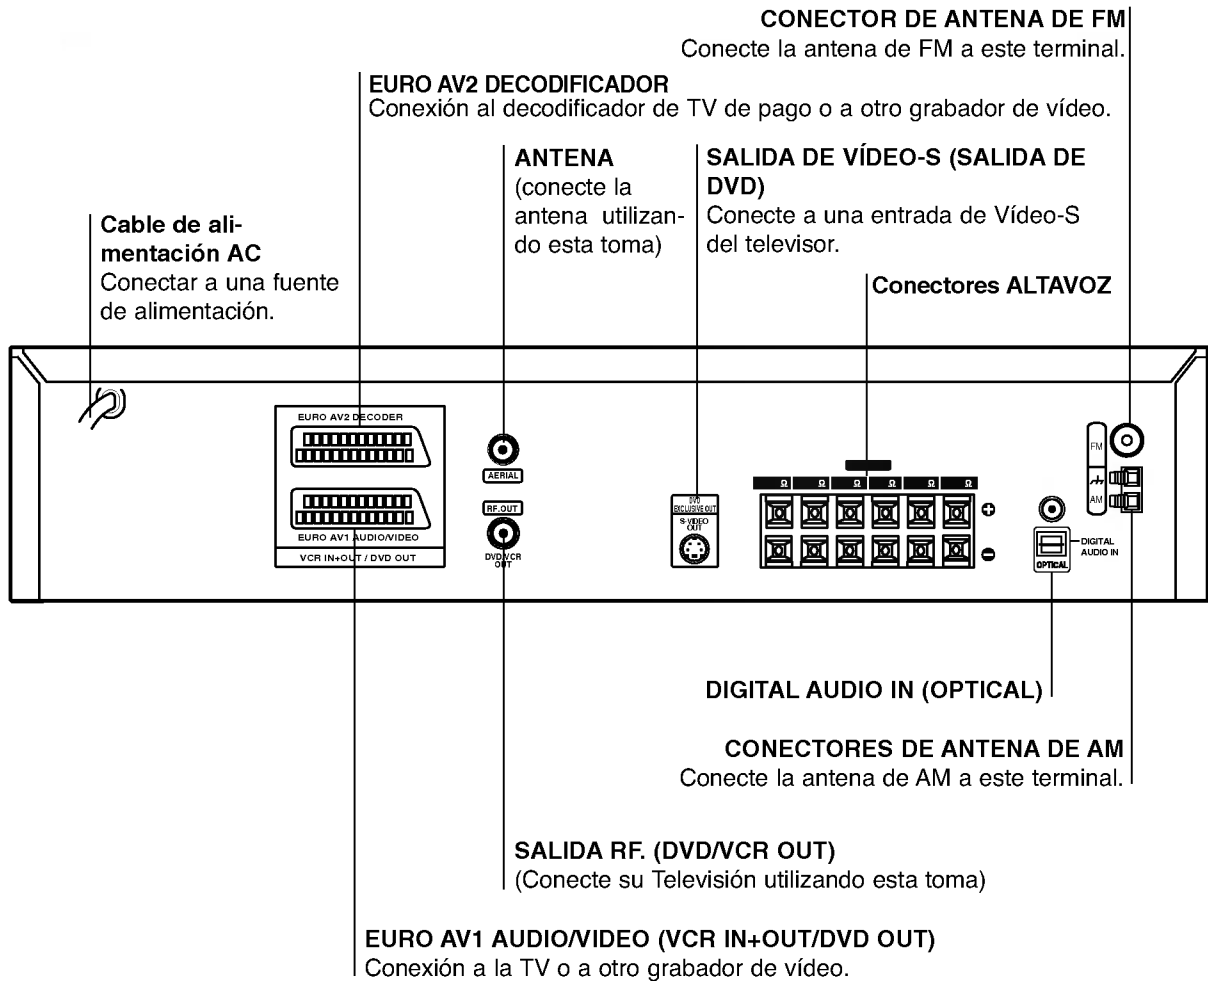 CONECTOR DE ANTENA DE FM
Conecte la antena de FM a este terminal.
EURO AV2 DECODIFICADOR
Conexión al decodificador de TV de pago o a otro grabador de vídeo.
ANTENA
(conecte la
antena utilizan-
do esta toma)
SALIDA DE VÍDEO-S (SALIDA DE
DVD)
Conecte a una entrada de Vídeo-S
del televisor.
Cable de ali-
mentación AC
Conectar a una fuente
de alimentación.
Conectores ALTAVOZ
EURO AV2 DECODER
EURO AV1 AUDIO/VIDEO
VCR IN+OUT / DVD OUT
AERIAL
RF.OUT
DVD/VCR
OUT
DVD
EXCLUSIVE OUT
S-VIDEO
OUT
Ω Ω Ω Ω Ω Ω
+
−
FM
AM
DIGITAL
AUDIO IN
OPTICAL
DIGITAL AUDIO IN (OPTICAL)
CONECTORES DE ANTENA DE AM
Conecte la antena de AM a este terminal.
SALIDA RF. (DVD/VCR OUT)
(Conecte su Televisión utilizando esta toma)
EURO AV1 AUDIO/VIDEO (VCR IN+OUT/DVD OUT)
Conexión a la TV o a otro grabador de vídeo.